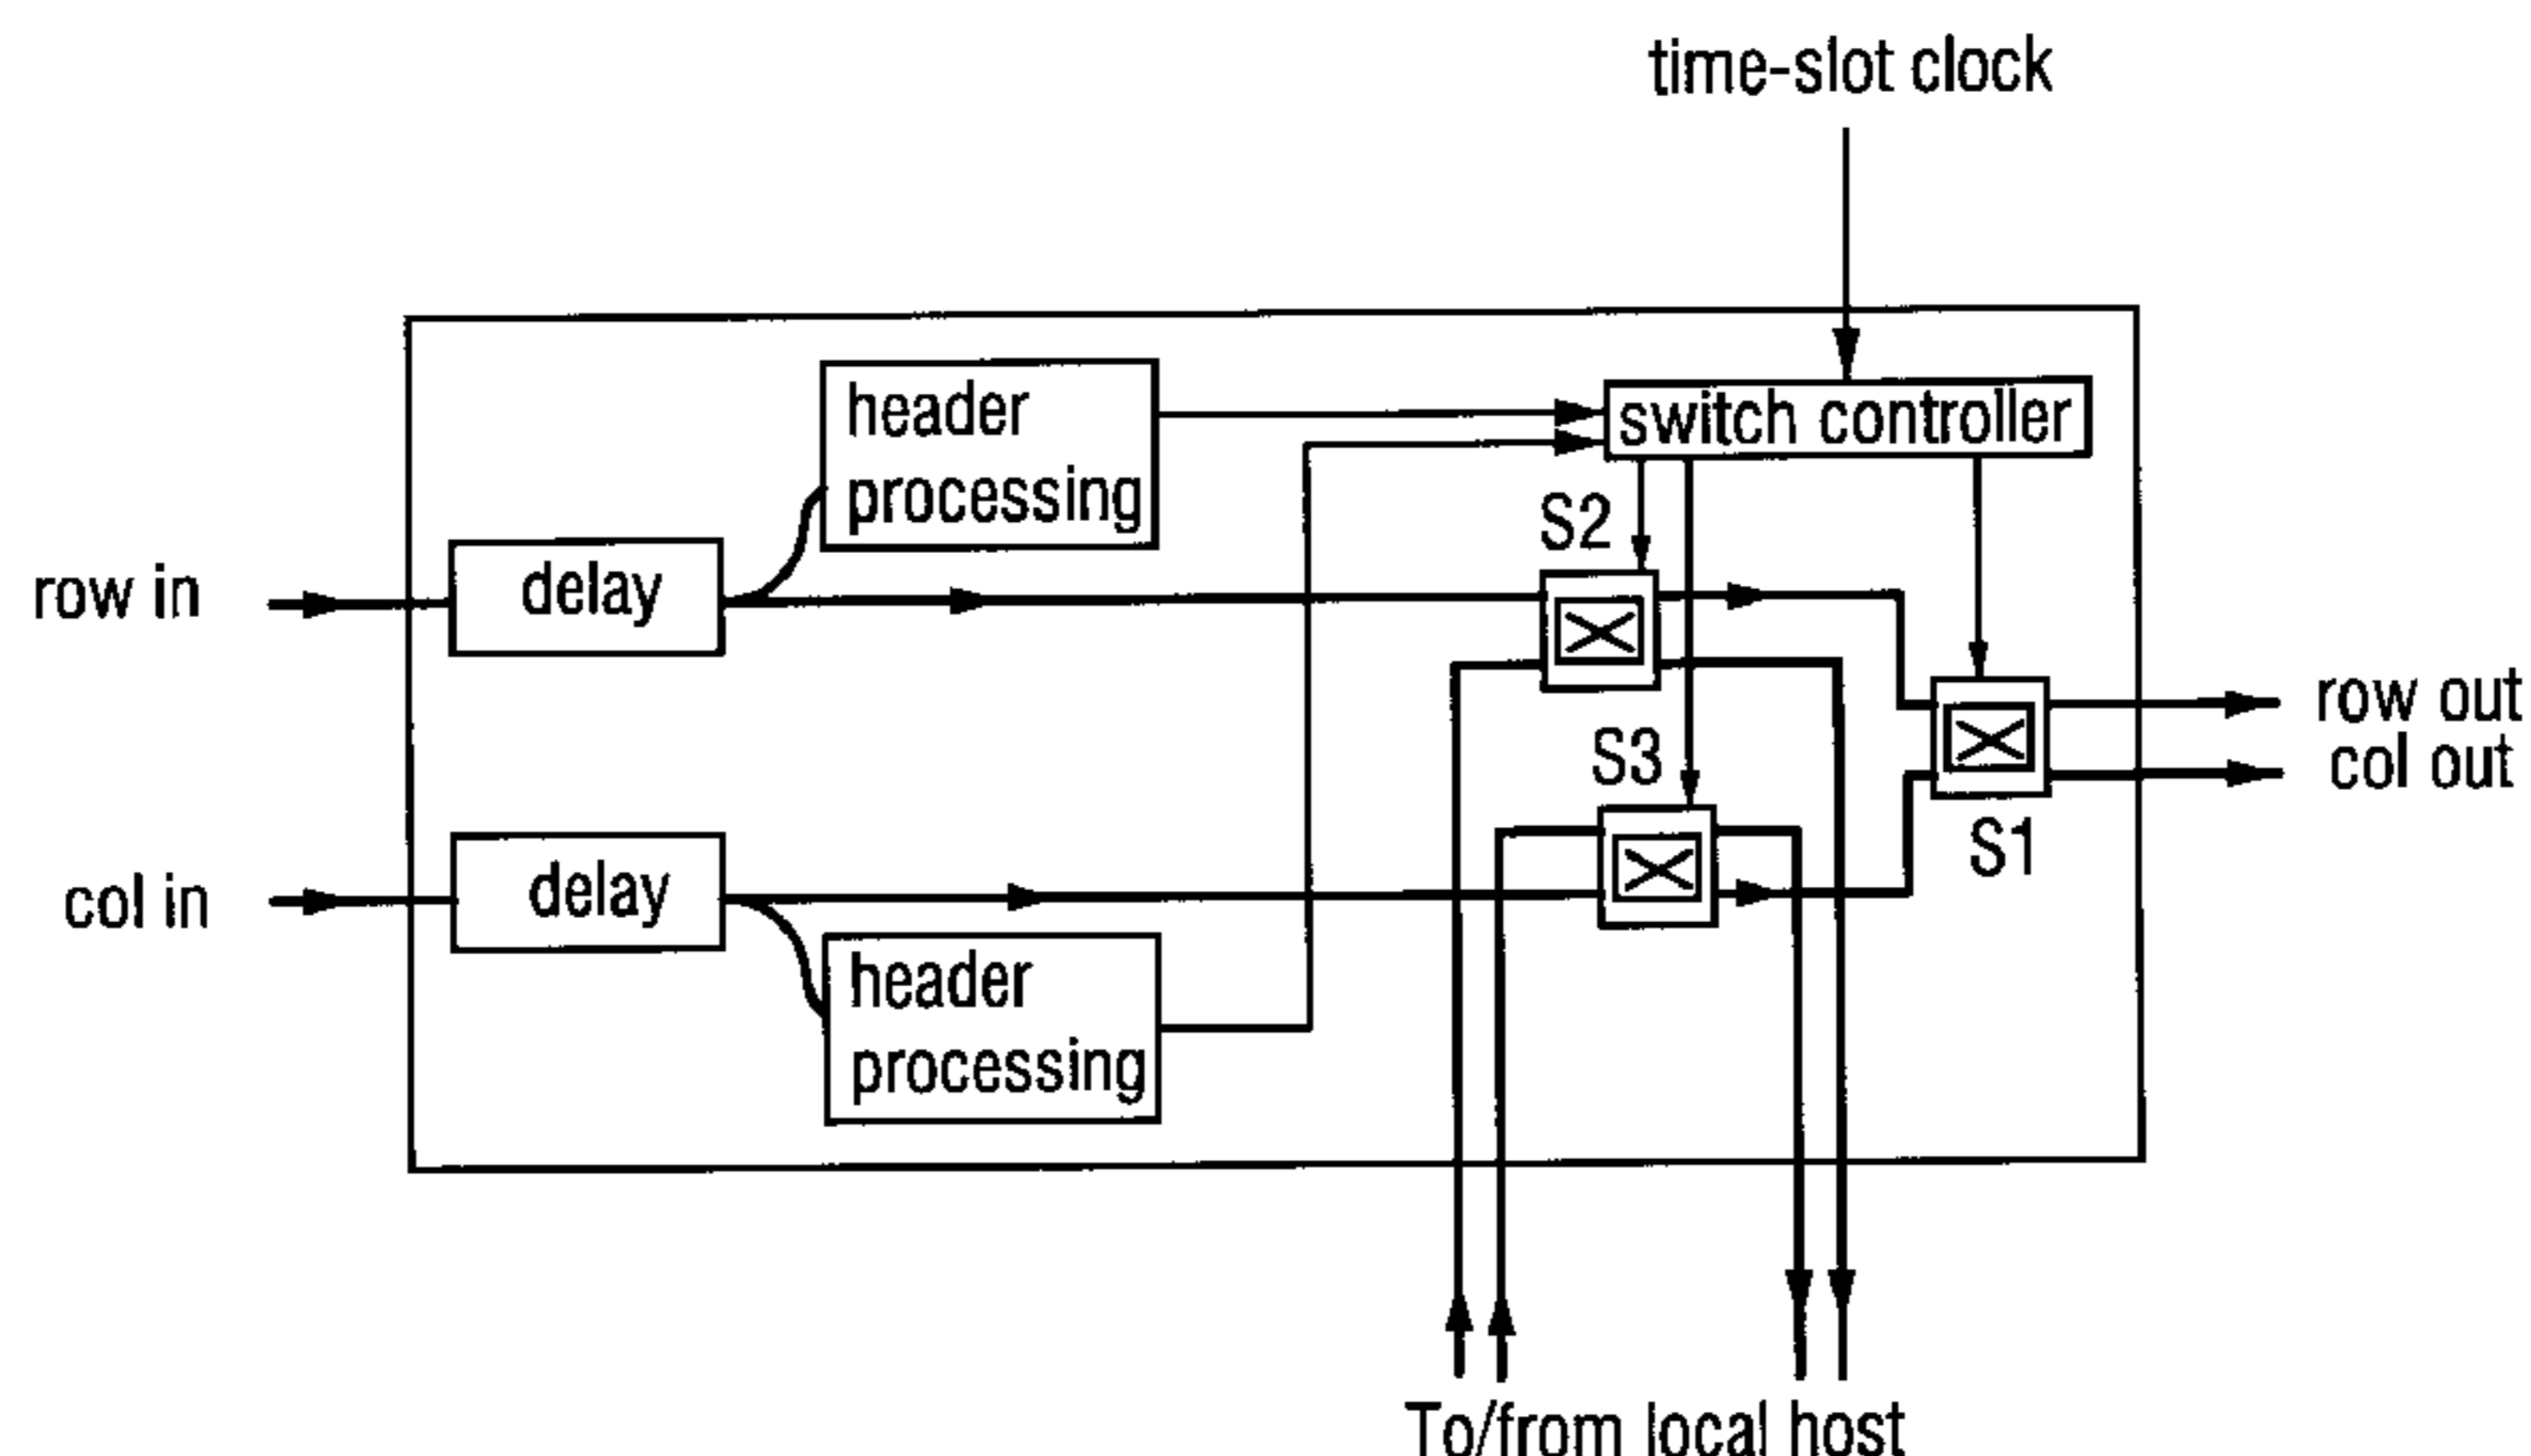 time-slot clock
header
processing
switch controller
S2
row in
delay
row out
col out
S3
S1
col in
delay
header
processing
To/from local host